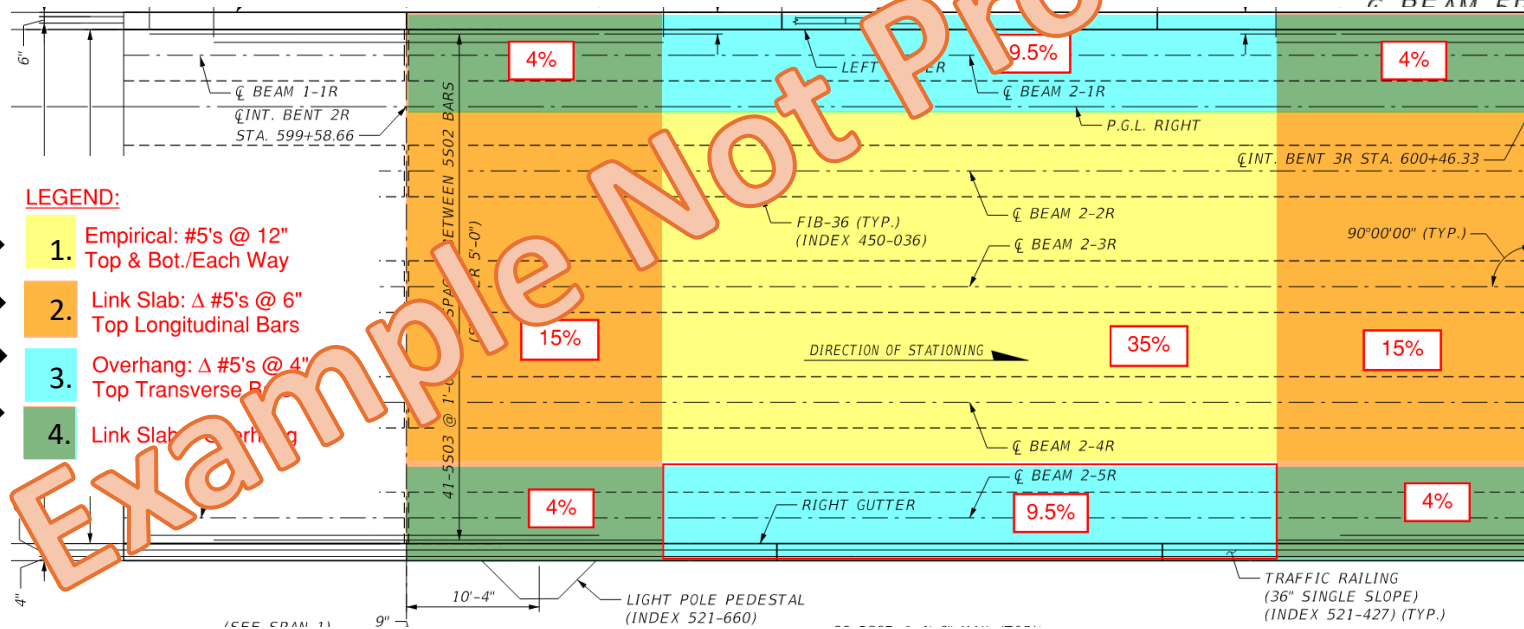 6"
4%
9.5%
4%
LEFT
℄ BEAM 1-1R
℄ BEAM 2-1R
℄INT. BENT 2R
STA. 599+58.66
P.G.L. RIGHT
℄INT. BENT 3R STA. 600+46.33
LEGEND:
1. Empirical: #5's @ 12"
Top & Bot./Each Way
2. Link Slab: Δ #5's @ 6"
Top Longitudinal Bars
3. Overhang: Δ #5's @ 4"
Top Transverse
4. Link Slab
41-5S03 @ 1'-0" BETWEEN 5S02 BARS
5'-0")
℄ BEAM 2-2R
FIB-36 (TYP.)
(INDEX 450-036)
℄ BEAM 2-3R
90°00'00" (TYP.)
15%
35%
15%
DIRECTION OF STATIONING
℄ BEAM 2-4R
℄ BEAM 2-5R
4%
RIGHT GUTTER
9.5%
4%
4"
10'-4"
LIGHT POLE PEDESTAL
(INDEX 521-660)
TRAFFIC RAILING
(36" SINGLE SLOPE)
(INDEX 521-427) (TYP.)
(SEE SPAN 1)
9"
Example Not Pro